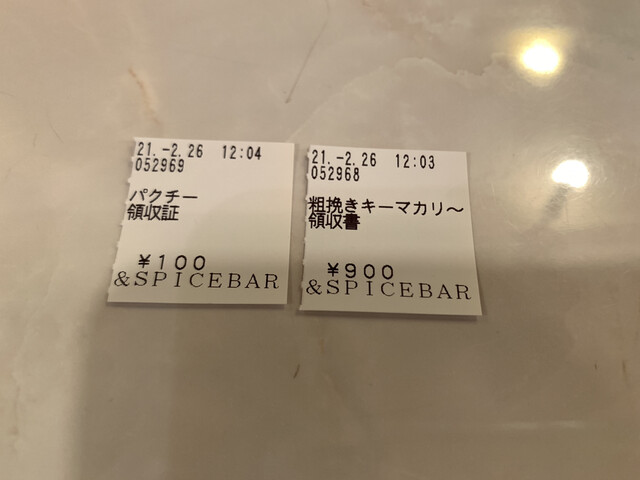 21.-2.26 12:04
052969
パクチー
領収証
¥100
&SPICEBAR
21.-2.26 12:03
052968
粗挽きキーマカリ～
領収書
¥900
&SPICEBAR